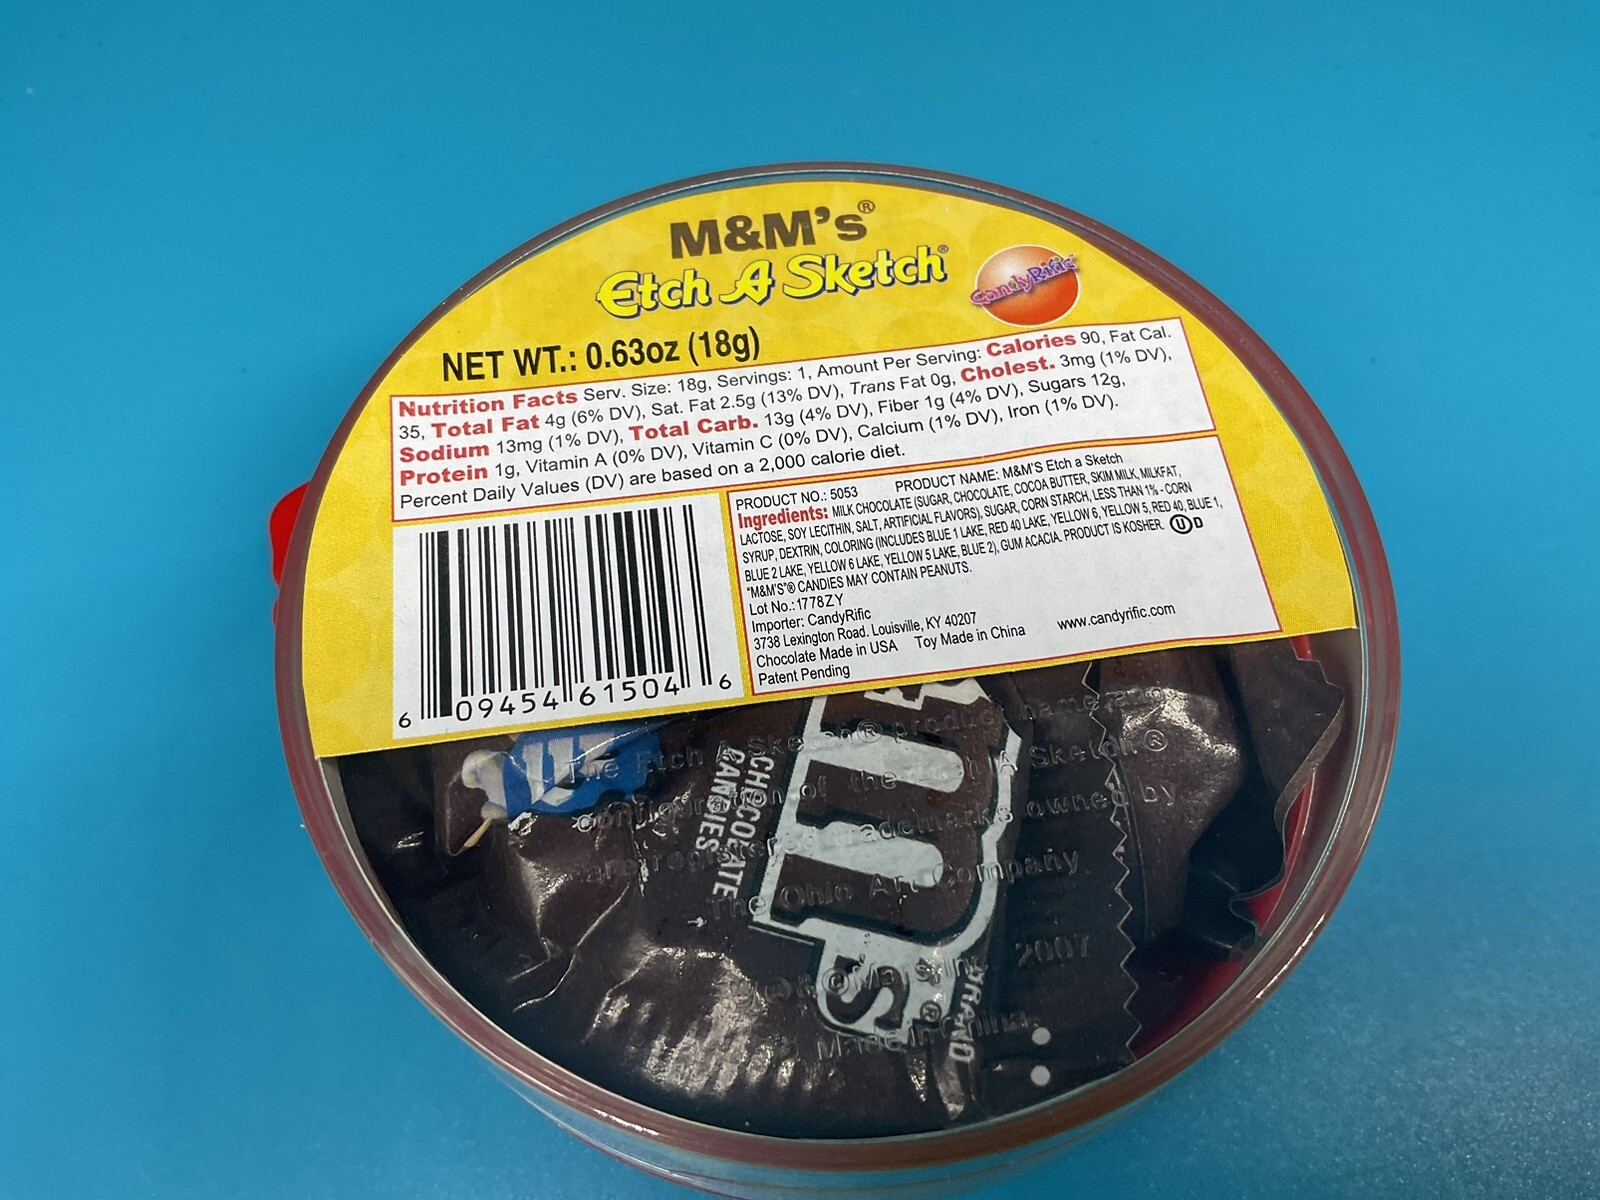 M&M's®
Etch A Sketch®
CandyRific
NET WT.: 0.63oz (18g)
Nutrition Facts Serv. Size: 18g, Servings: 1, Amount Per Serving: Calories 90, Fat Cal.
35, Total Fat 4g (6% DV), Sat. Fat 2.5g (13% DV), Trans Fat 0g, Cholest. 3mg (1% DV),
Sodium 13mg (1% DV), Total Carb. 13g (4% DV), Fiber 1g (4% DV), Sugars 12g,
Protein 1g, Vitamin A (0% DV), Vitamin C (0% DV), Calcium (1% DV), Iron (1% DV).
Percent Daily Values (DV) are based on a 2,000 calorie diet.
PRODUCT NO.: 5053 PRODUCT NAME: M&M'S Etch a Sketch
Ingredients: MILK CHOCOLATE (SUGAR, CHOCOLATE, COCOA BUTTER, SKIM MILK, MILKFAT,
LACTOSE, SOY LECITHIN, SALT, ARTIFICIAL FLAVORS), SUGAR, CORN STARCH, LESS THAN 1% - CORN
SYRUP, DEXTRIN, COLORING (INCLUDES BLUE 1 LAKE, RED 40 LAKE, YELLOW 6, YELLOW 5, RED 40, BLUE 1,
BLUE 2 LAKE, YELLOW 6 LAKE, YELLOW 5 LAKE, BLUE 2), GUM ACACIA. PRODUCT IS KOSHER. Ⓤ D
"M&M'S"® CANDIES MAY CONTAIN PEANUTS.
Lot No.:1778ZY
Importer: CandyRific
3738 Lexington Road. Louisville, KY 40207 www.candyrific.com
Chocolate Made in USA Toy Made in China
Patent Pending
6 09454 61504 6
The Etch A Sketch® product name and
configuration of the Etch A Sketch®
are registered trademarks owned by
The Ohio Art Company.
® & © Mars, Inc. 2007
Made in China
m's®
BRAND
CHOCOLATE
CANDIES